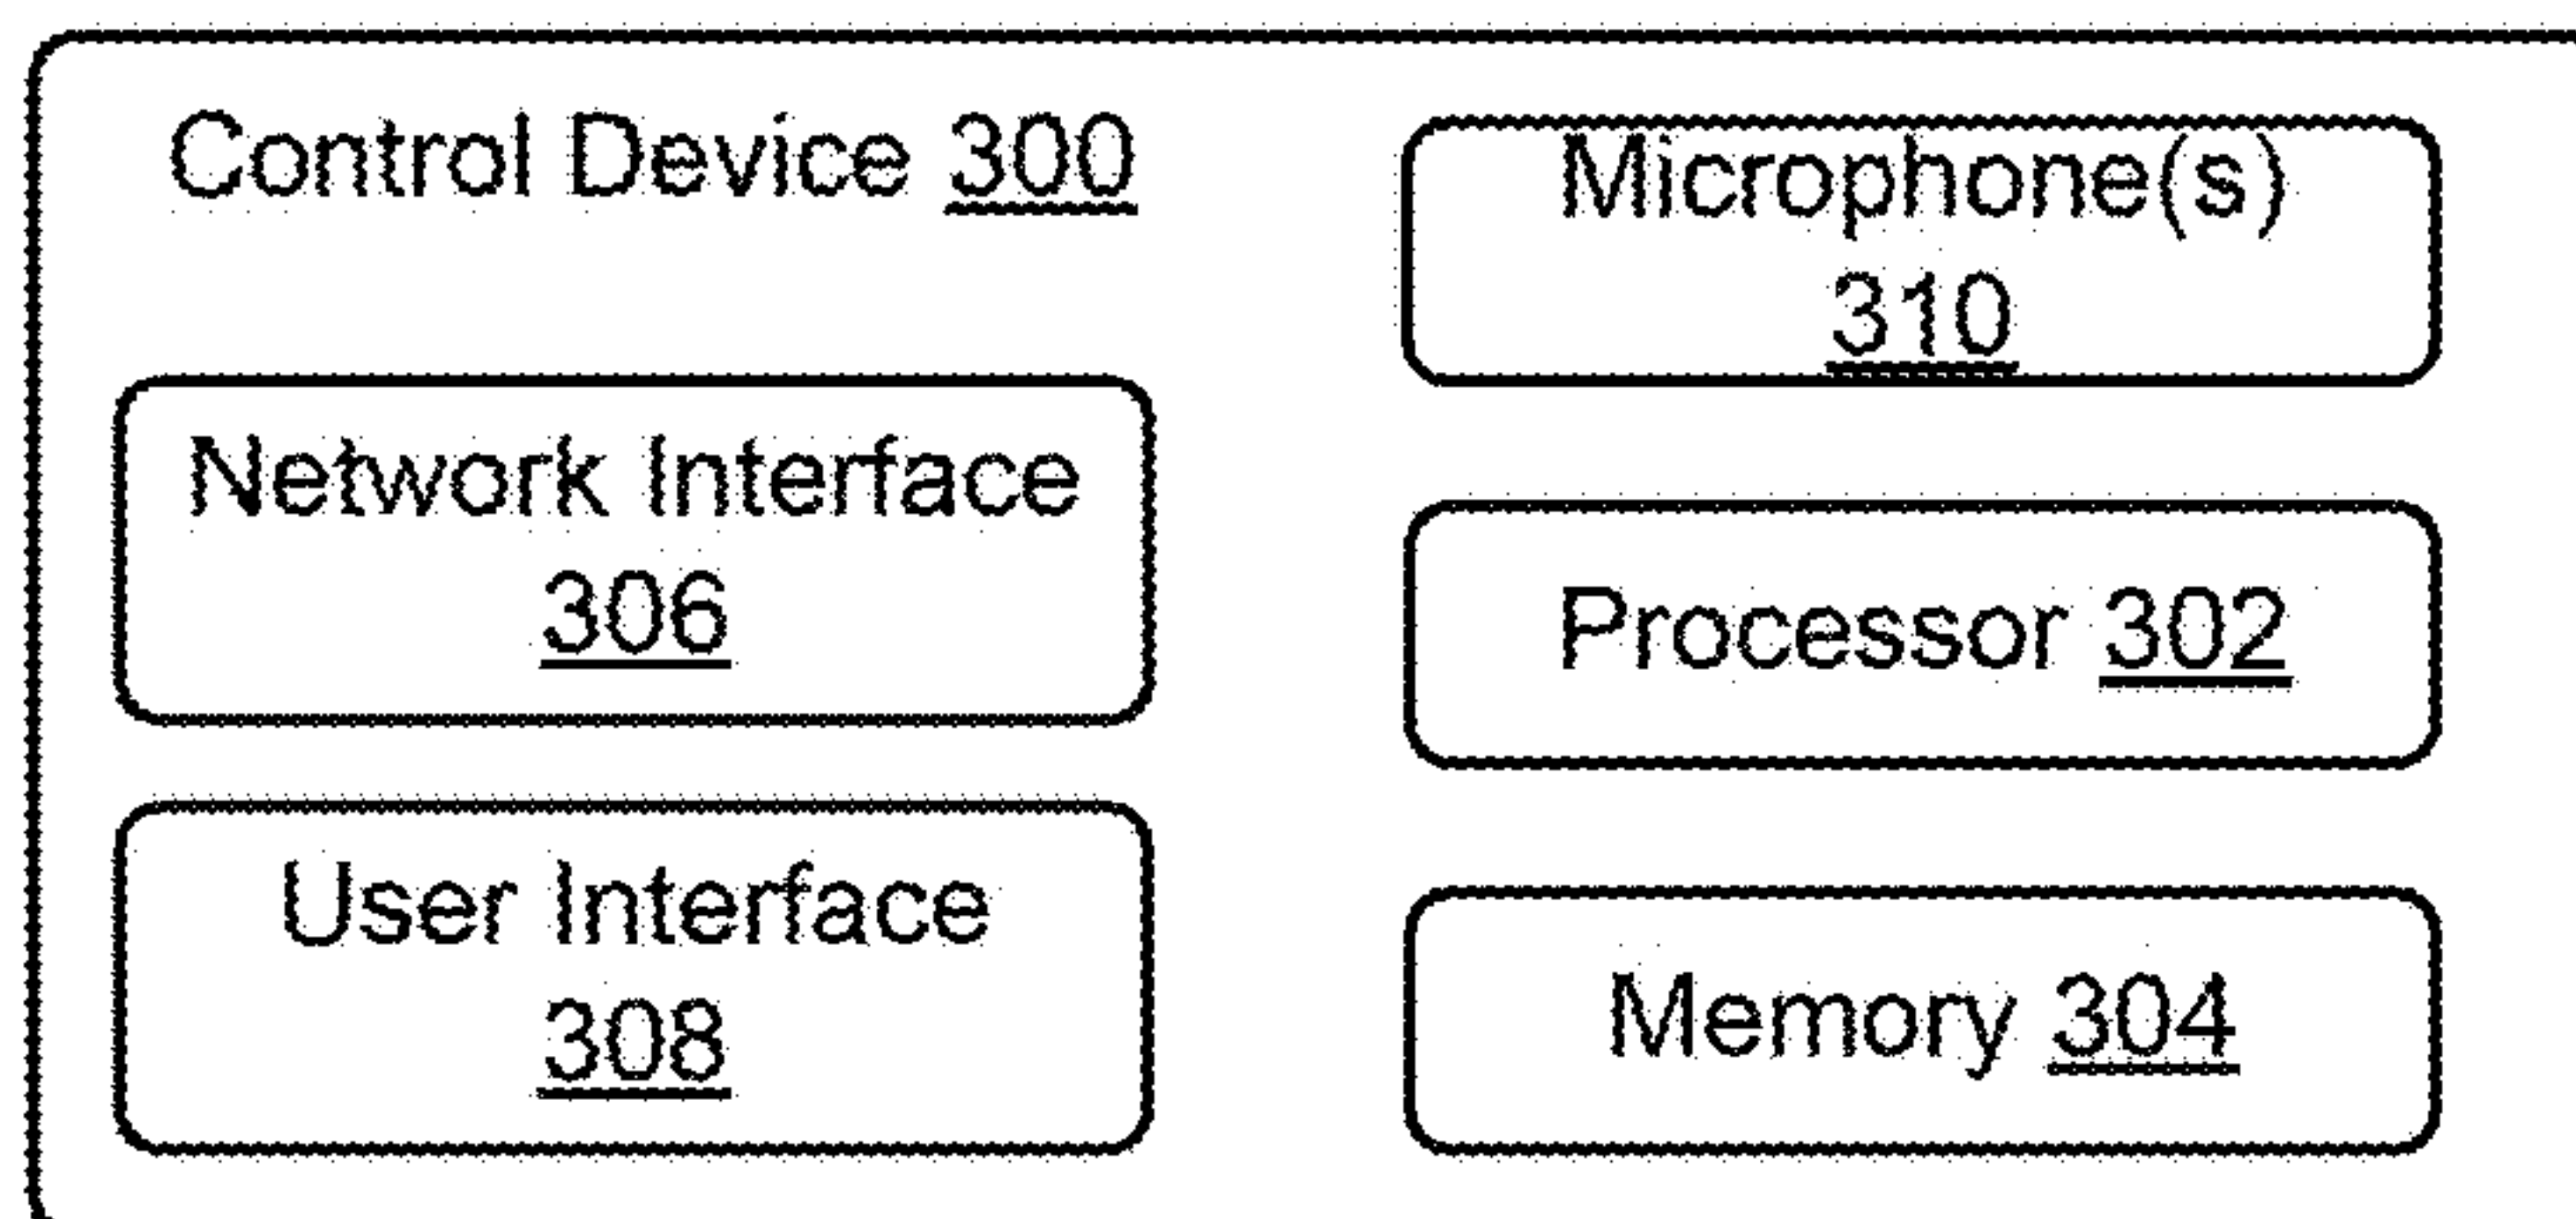 Control Device 300
Microphone(s)
310
Network Interface
306
Processor 302
User Interface
308
Memory 304